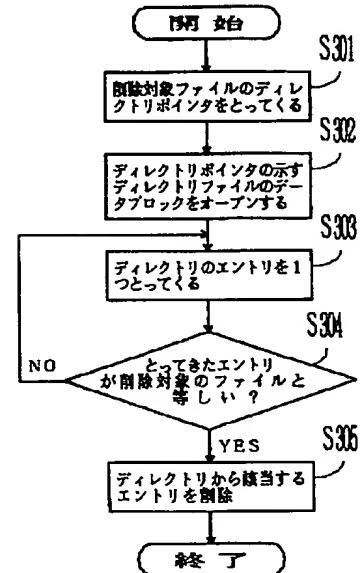 開 始
S301
削除対象ファイルのディレ
クトリポインタをとってくる
S302
ディレクトリポインタの示す
ディレクトリファイルのデー
タブロックをオープンする
S303
ディレクトリのエントリを1
つとってくる
S304
とってきたエントリ
が削除対象のファイルと
等しい?
NO
YES
S305
ディレクトリから該当する
エントリを削除
終 了